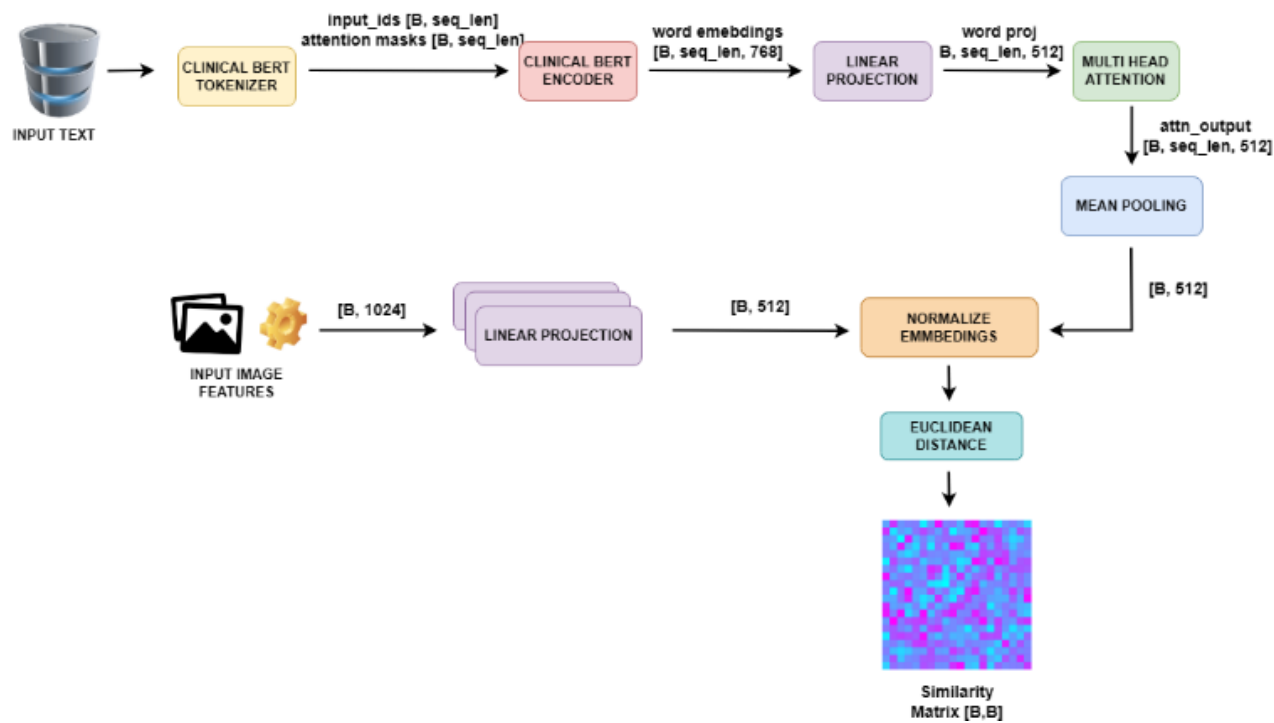 input_ids [B, seq_len]
attention masks [B, seq_len]
word emebdings
[B, seq_len, 768]
word proj
[B, seq_len, 512]
CLINICAL BERT
TOKENIZER
CLINICAL BERT
ENCODER
LINEAR
PROJECTION
MULTI HEAD
ATTENTION
INPUT TEXT
attn_output
[B, seq_len, 512]
MEAN POOLING
[B, 512]
[B, 1024]
LINEAR PROJECTION
[B, 512]
NORMALIZE
EMMBEDINGS
INPUT IMAGE
FEATURES
EUCLIDEAN
DISTANCE
Similarity
Matrix [B,B]